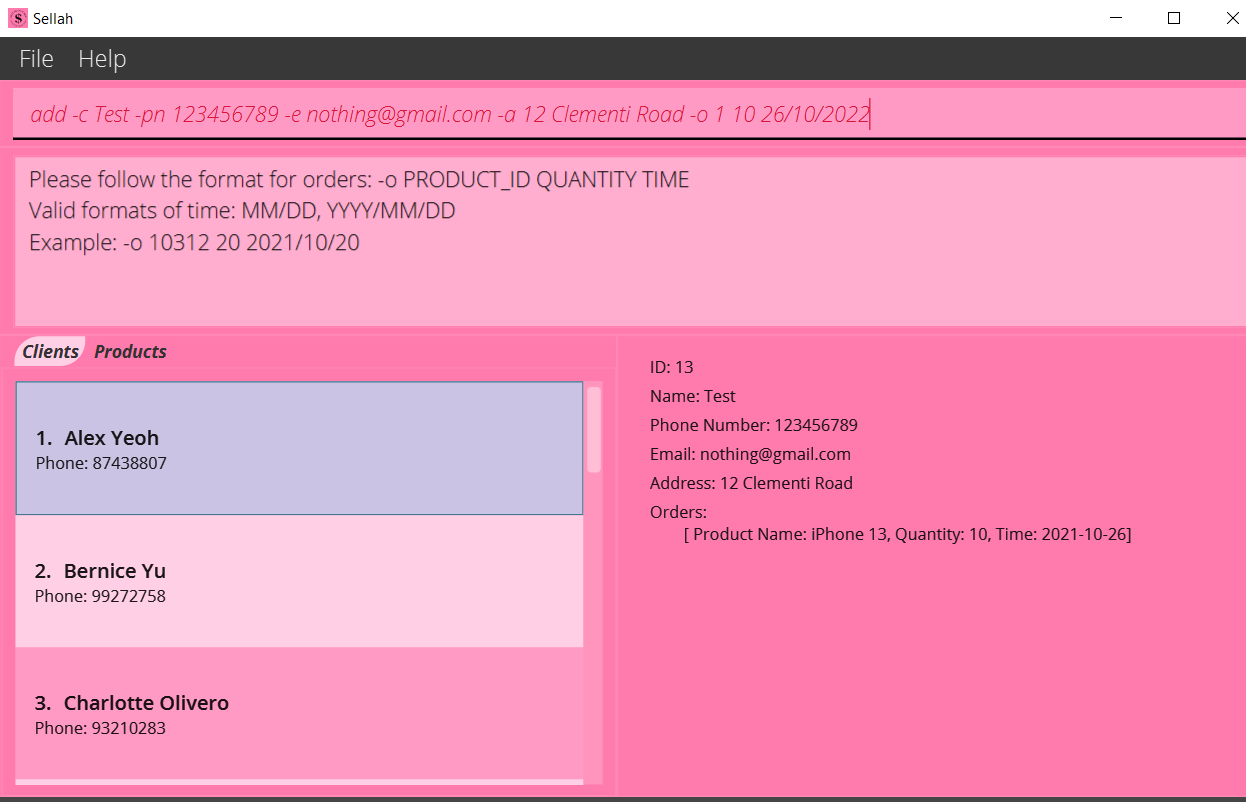 Sellah
File Help
add -c Test -pn 123456789 -e nothing@gmail.com -a 12 Clementi Road -o 1 10 26/10/2022
Please follow the format for orders: -o PRODUCT_ID QUANTITY TIME
Valid formats of time: MM/DD, YYYY/MM/DD
Example: -o 10312 20 2021/10/20
Clients Products
1. Alex Yeoh
Phone: 87438807
2. Bernice Yu
Phone: 99272758
3. Charlotte Olivero
Phone: 93210283
ID: 13
Name: Test
Phone Number: 123456789
Email: nothing@gmail.com
Address: 12 Clementi Road
Orders:
[ Product Name: iPhone 13, Quantity: 10, Time: 2021-10-26]